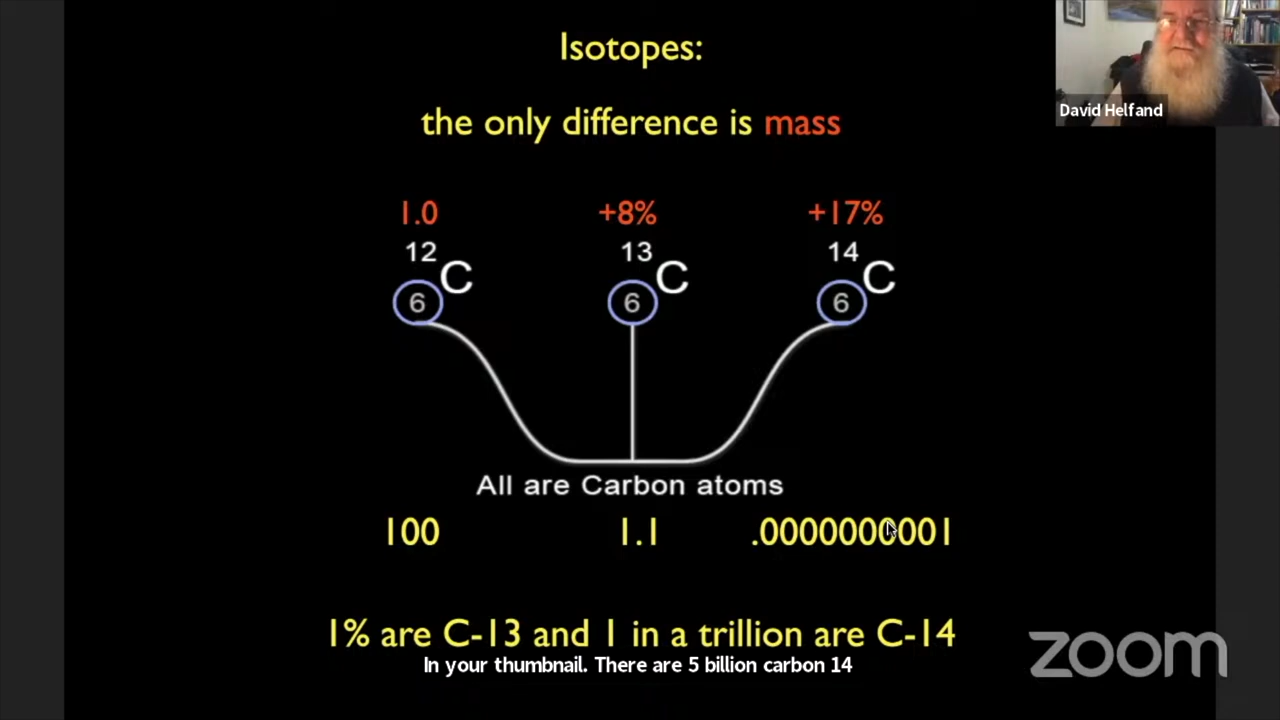 Isotopes:
the only difference is mass
David Helfand
1.0 +8% +17%
12 13 14
C C C
6 6 6
All are Carbon atoms
100 1.1 .0000000001
1% are C-13 and 1 in a trillion are C-14
In your thumbnail. There are 5 billion carbon 14
zoom